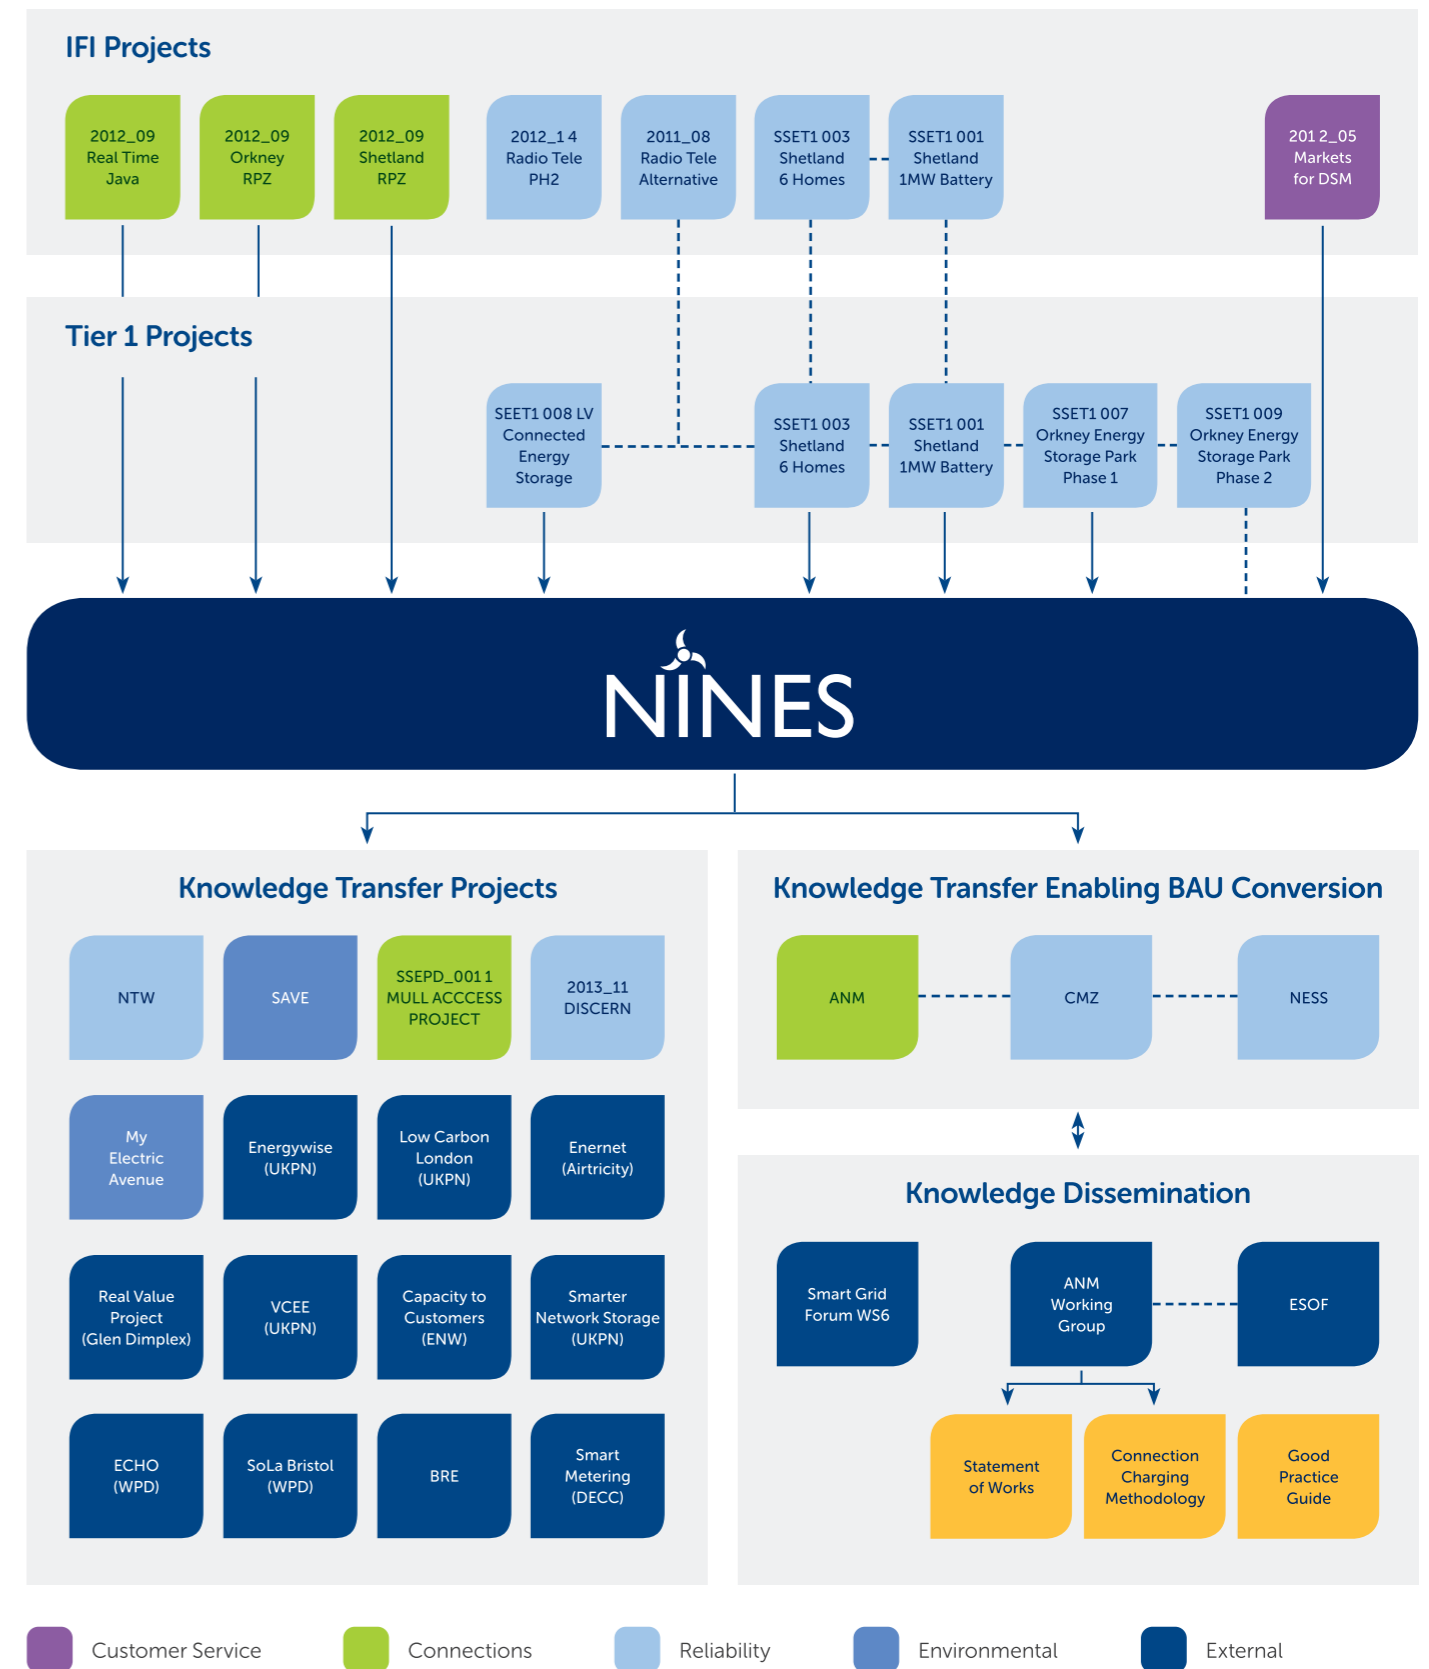 IFI Projects
2012_09
Real Time
Java
2012_09
Orkney
RPZ
2012_09
Shetland
RPZ
2012_1 4
Radio Tele
PH2
2011_08
Radio Tele
Alternative
SSET1 003
Shetland
6 Homes
SSET1 001
Shetland
1MW Battery
201 2_05
Markets
for DSM
Tier 1 Projects
SEET1 008 LV
Connected
Energy
Storage
SSET1 003
Shetland
6 Homes
SSET1 001
Shetland
1MW Battery
SSET1 007
Orkney Energy
Storage Park
Phase 1
SSET1 009
Orkney Energy
Storage Park
Phase 2
NINES
Knowledge Transfer Projects
NTW
SAVE
SSEPD_001 1
MULL ACCCESS
PROJECT
2013_11
DISCERN
My
Electric
Avenue
Energywise
(UKPN)
Low Carbon
London
(UKPN)
Enernet
(Airtricity)
Real Value
Project
(Glen Dimplex)
VCEE
(UKPN)
Capacity to
Customers
(ENW)
Smarter
Network Storage
(UKPN)
ECHO
(WPD)
SoLa Bristol
(WPD)
BRE
Smart
Metering
(DECC)
Knowledge Transfer Enabling BAU Conversion
ANM
CMZ
NESS
Knowledge Dissemination
Smart Grid
Forum WS6
ANM
Working
Group
ESOF
Statement
of Works
Connection
Charging
Methodology
Good
Practice
Guide
Customer Service
Connections
Reliability
Environmental
External